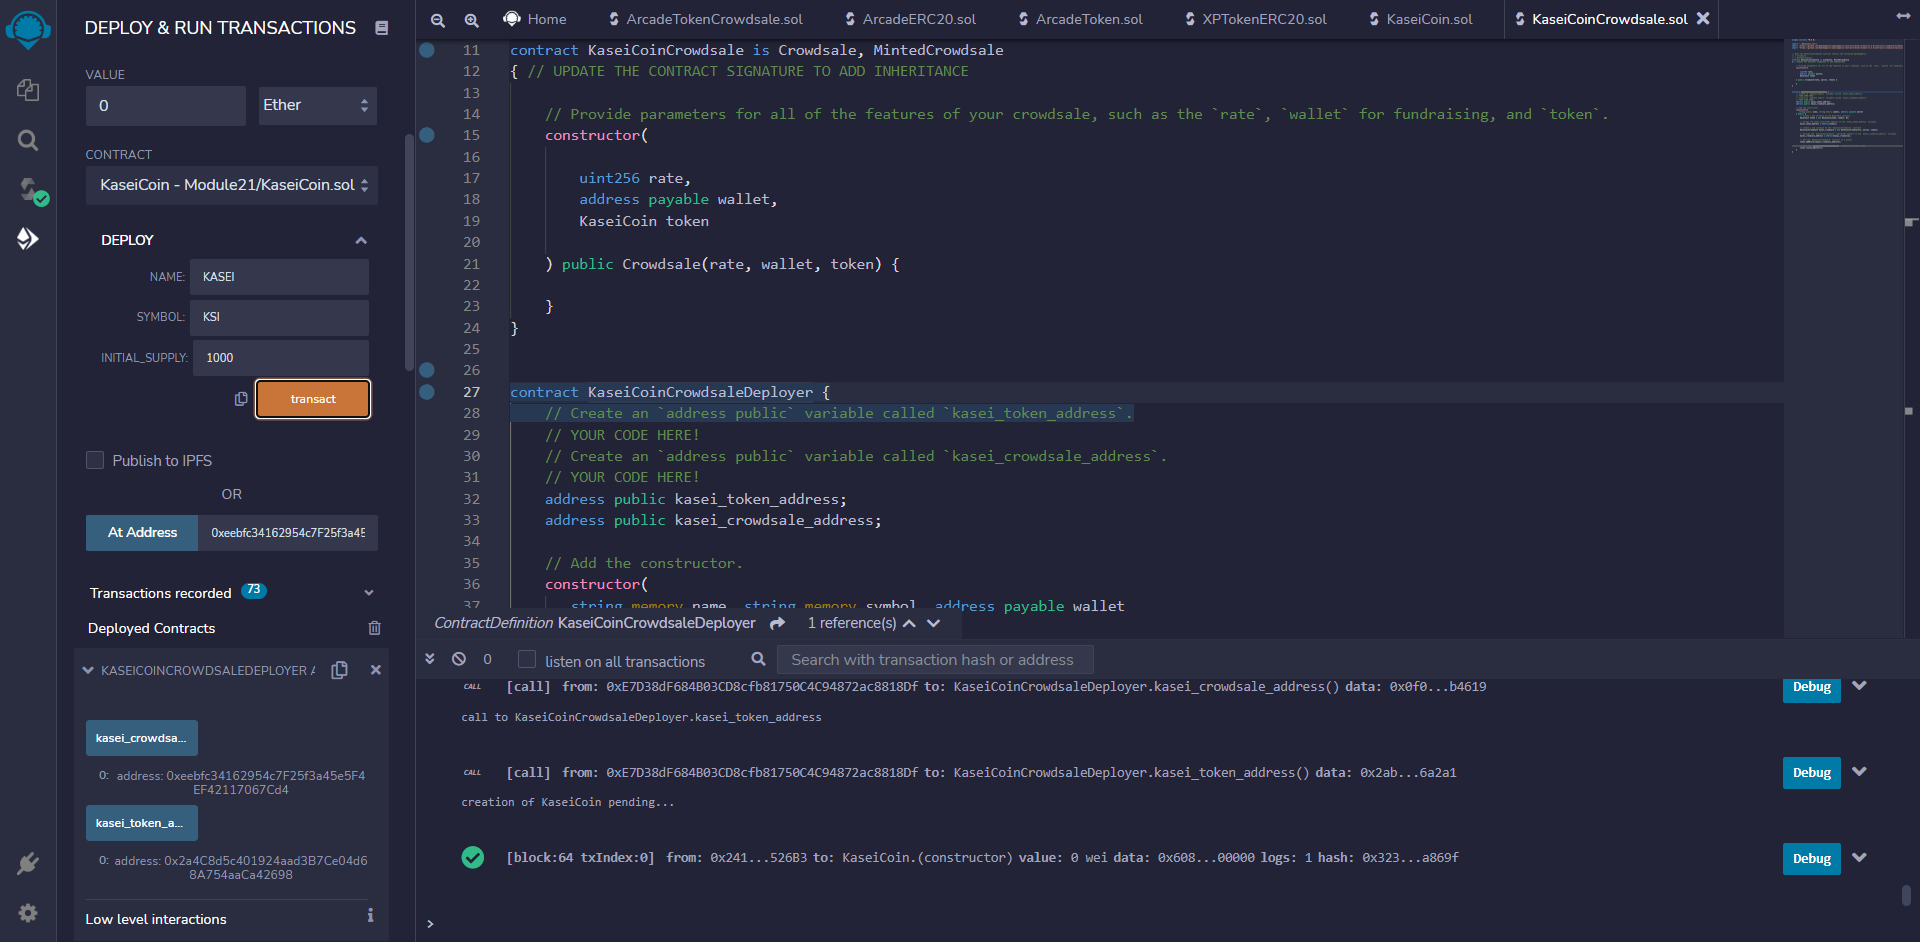 DEPLOY & RUN TRANSACTIONS
VALUE
0
Ether
CONTRACT
KaseiCoin - Module21/KaseiCoin.sol
DEPLOY
NAME: KASEI
SYMBOL: KSI
INITIAL_SUPPLY: 1000
transact
Publish to IPFS
OR
At Address 0xeebfc34162954c7F25f3a45
Transactions recorded 73
Deployed Contracts
KASEICOINCROWDSALEDEPLOYER A
kasei_crowdsa...
0: address: 0xeebfc34162954c7F25f3a45e5F4
EF42117067Cd4
kasei_token_a...
0: address: 0x2a4C8d5c401924aad3B7Ce04d6
8A754aaCa42698
Low level interactions
Home ArcadeTokenCrowdsale.sol ArcadeERC20.sol ArcadeToken.sol XPTokenERC20.sol KaseiCoin.sol KaseiCoinCrowdsale.sol
11 contract KaseiCoinCrowdsale is Crowdsale, MintedCrowdsale
12 { // UPDATE THE CONTRACT SIGNATURE TO ADD INHERITANCE
13
14 // Provide parameters for all of the features of your crowdsale, such as the `rate`, `wallet` for fundraising, and `token`.
15 constructor(
16
17 uint256 rate,
18 address payable wallet,
19 KaseiCoin token
20
21 ) public Crowdsale(rate, wallet, token) {
22
23 }
24 }
25
26
27 contract KaseiCoinCrowdsaleDeployer {
28 // Create an `address public` variable called `kasei_token_address`.
29 // YOUR CODE HERE!
30 // Create an `address public` variable called `kasei_crowdsale_address`.
31 // YOUR CODE HERE!
32 address public kasei_token_address;
33 address public kasei_crowdsale_address;
34
35 // Add the constructor.
36 constructor(
37 string memory name, string memory symbol, address payable wallet
ContractDefinition KaseiCoinCrowdsaleDeployer 1 reference(s)
0 listen on all transactions Search with transaction hash or address
CALL [call] from: 0xE7D38dF684B03CD8cfb81750C4C94872ac8818Df to: KaseiCoinCrowdsaleDeployer.kasei_crowdsale_address() data: 0x0f0...b4619 Debug
call to KaseiCoinCrowdsaleDeployer.kasei_token_address
CALL [call] from: 0xE7D38dF684B03CD8cfb81750C4C94872ac8818Df to: KaseiCoinCrowdsaleDeployer.kasei_token_address() data: 0x2ab...6a2a1 Debug
creation of KaseiCoin pending...
[block:64 txIndex:0] from: 0x241...526B3 to: KaseiCoin.(constructor) value: 0 wei data: 0x608...00000 logs: 1 hash: 0x323...a869f Debug
>